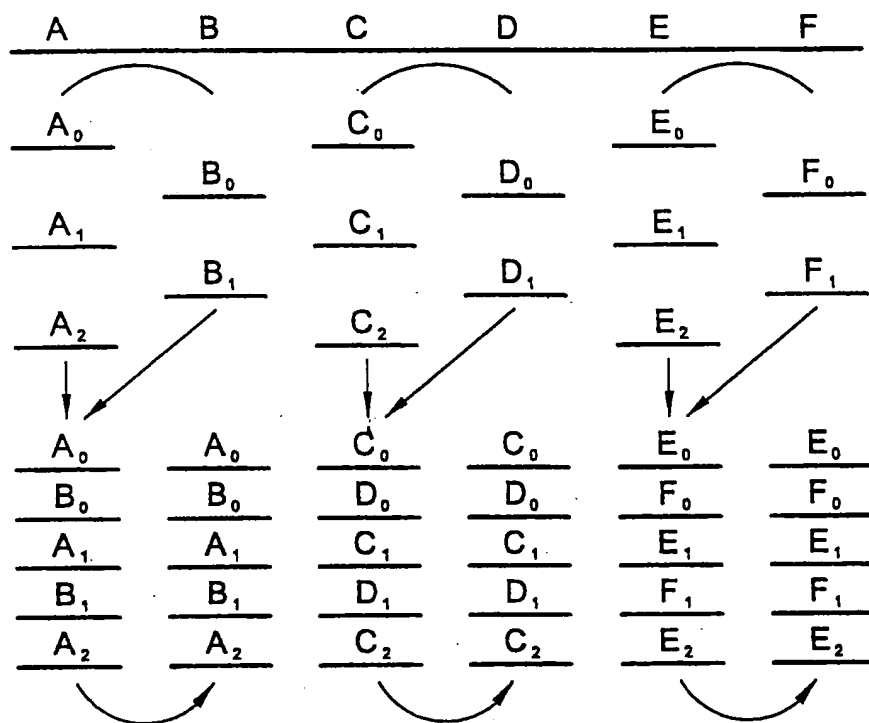 A B C D E F
A₀ C₀ E₀
B₀ D₀ F₀
A₁ C₁ E₁
B₁ D₁ F₁
A₂ C₂ E₂
A₀ A₀ C₀ C₀ E₀ E₀
B₀ B₀ D₀ D₀ F₀ F₀
A₁ A₁ C₁ C₁ E₁ E₁
B₁ B₁ D₁ D₁ F₁ F₁
A₂ A₂ C₂ C₂ E₂ E₂